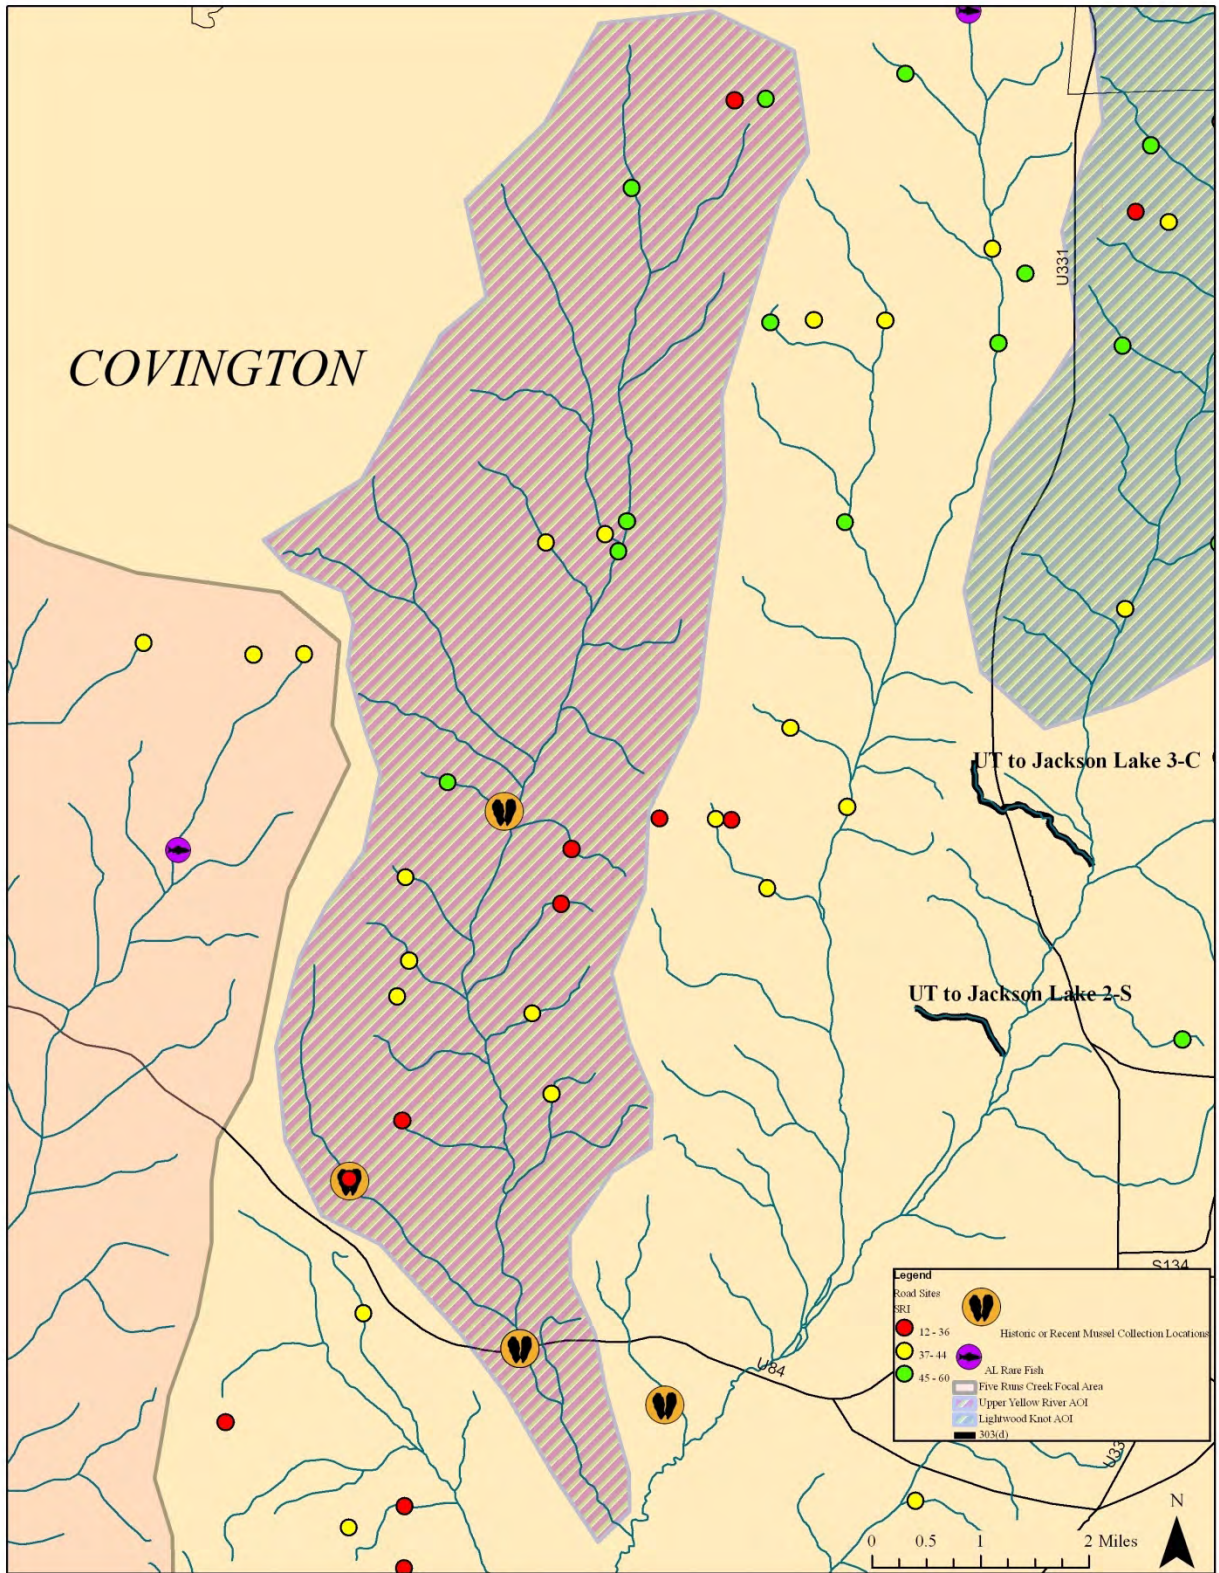 U331
COVINGTON
UT to Jackson Lake 3-C
UT to Jackson Lake 2-S
S134
Legend
Road Sites
SRI
12 - 36
37- 44
45 - 60
Historic or Recent Mussel Collection Locations
AL Rare Fish
Five Runs Creek Focal Area
Upper Yellow River AOI
Lightwood Knot AOI
303(d)
U84
U33
N
0 0.5 1 2 Miles